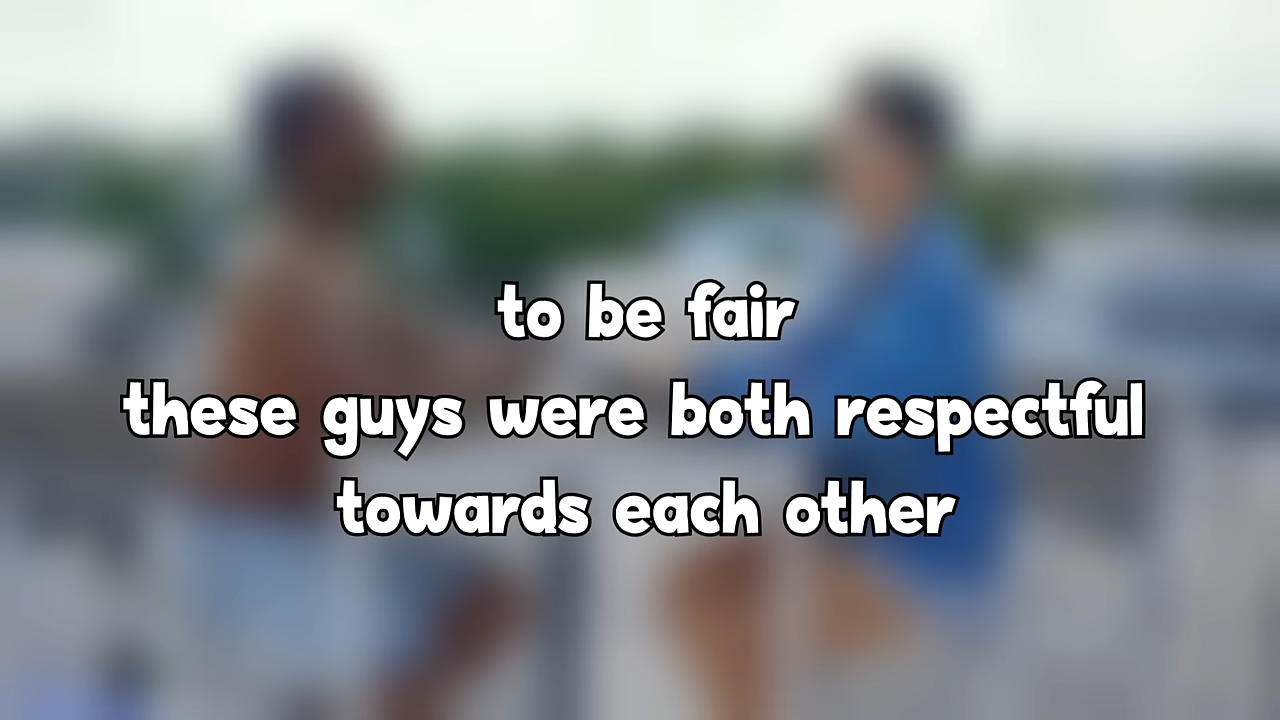 to be fair
these guys were both respectful
towards each other